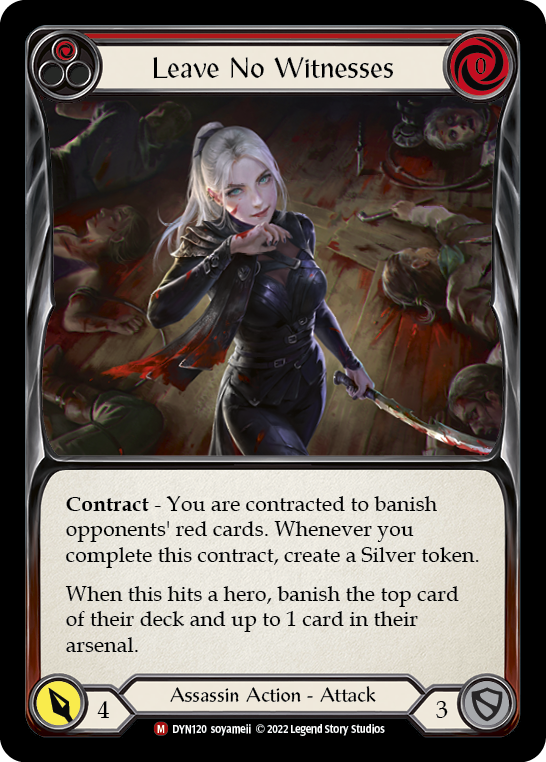 Leave No Witnesses
0
Contract - You are contracted to banish
opponents' red cards. Whenever you
complete this contract, create a Silver token.
When this hits a hero, banish the top card
of their deck and up to 1 card in their
arsenal.
4
Assassin Action - Attack
3
M DYN120 soyameii © 2022 Legend Story Studios